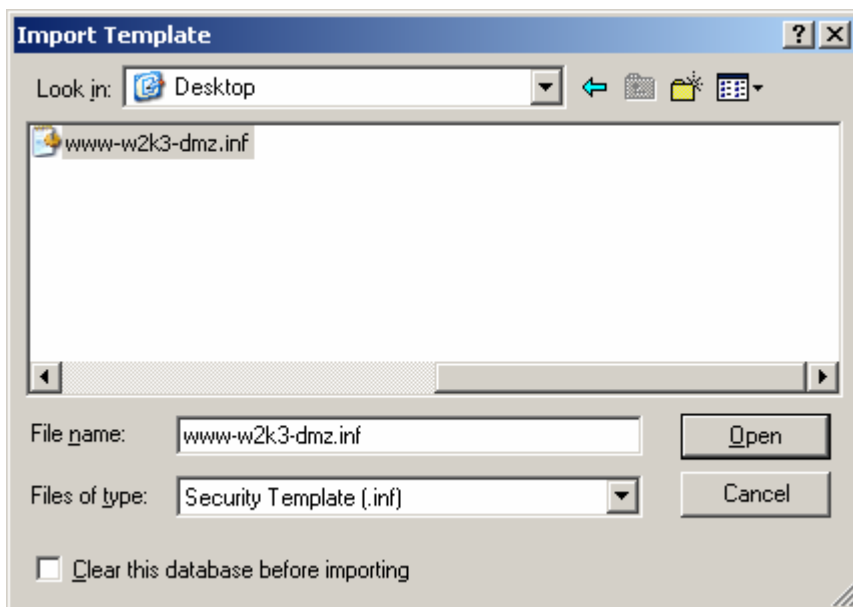 Import Template
Look in: Desktop
www-w2k3-dmz.inf
File name: www-w2k3-dmz.inf Open
Files of type: Security Template (.inf) Cancel
Clear this database before importing